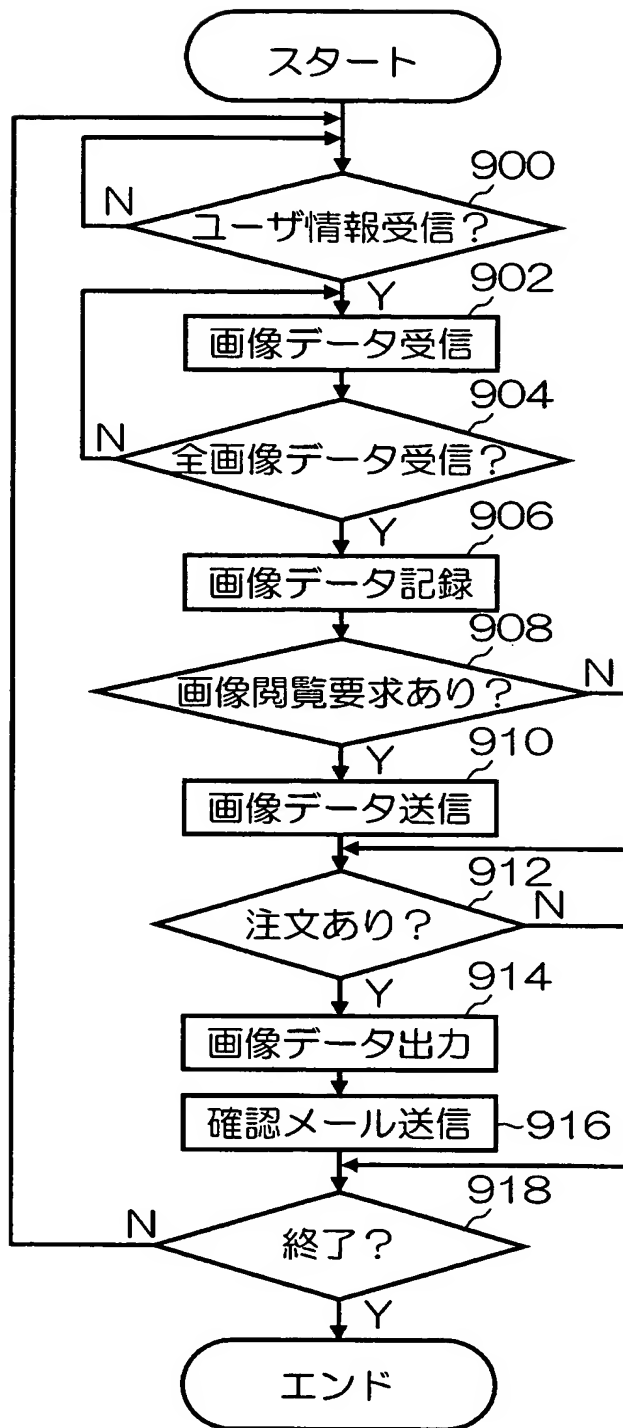 スタート
900
N
ユーザ情報受信？
Y
902
画像データ受信
904
N
全画像データ受信？
Y
906
画像データ記録
908
画像閲覧要求あり？
N
Y
910
画像データ送信
912
注文あり？
N
Y
914
画像データ出力
確認メール送信
916
918
N
終了？
Y
エンド